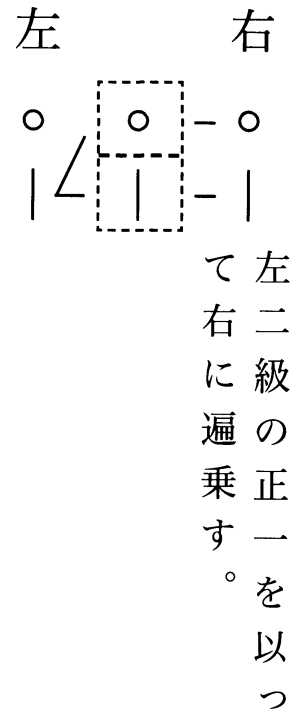 右
左
左二級の正一を以っ
て右に遍乗す。